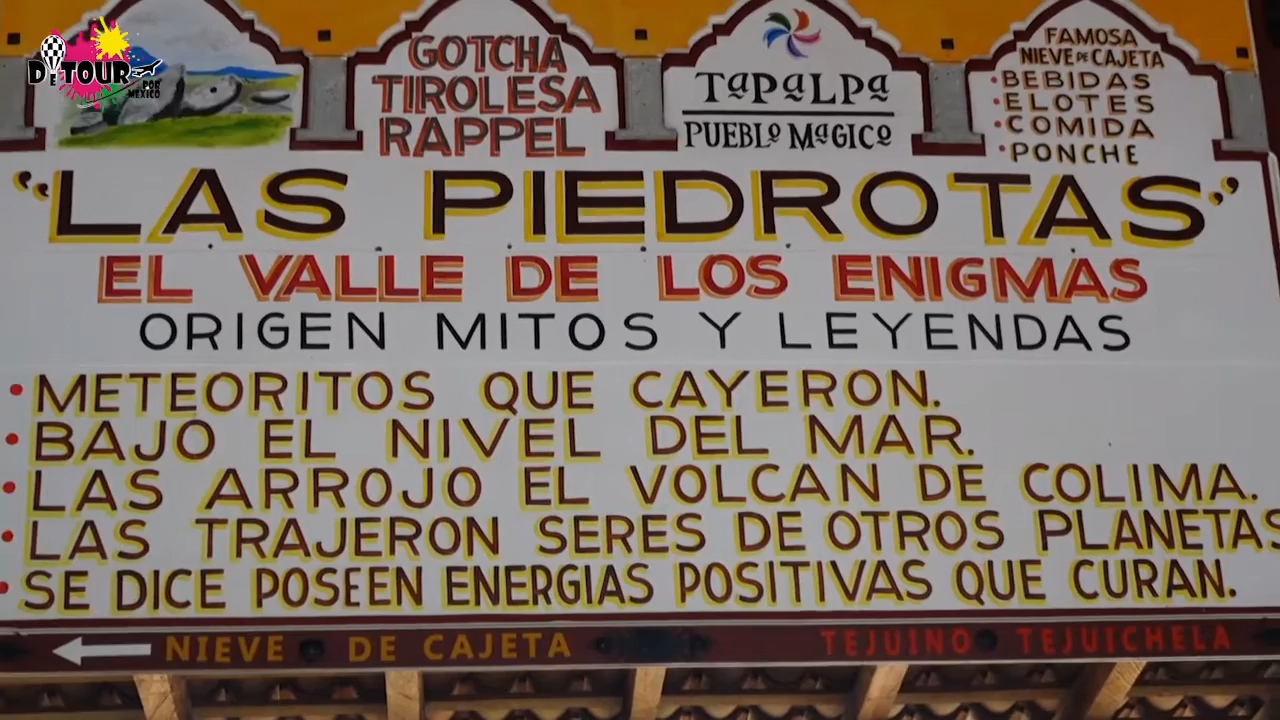 DE TOUR
POR
MEXICO
GOTCHA
TIROLESA
RAPPEL
TAPALPA
PUEBLO MAGICO
FAMOSA
NIEVE DE CAJETA
•BEBIDAS
•ELOTES
•COMIDA
•PONCHE
"LAS PIEDROTAS"
EL VALLE DE LOS ENIGMAS
ORIGEN MITOS Y LEYENDAS
• METEORITOS QUE CAYERON.
• BAJO EL NIVEL DEL MAR.
• LAS ARROJO EL VOLCAN DE COLIMA.
• LAS TRAJERON SERES DE OTROS PLANETAS
• SE DICE POSEEN ENERGIAS POSITIVAS QUE CURAN.
NIEVE DE CAJETA
TEJUINO TEJUICHELA